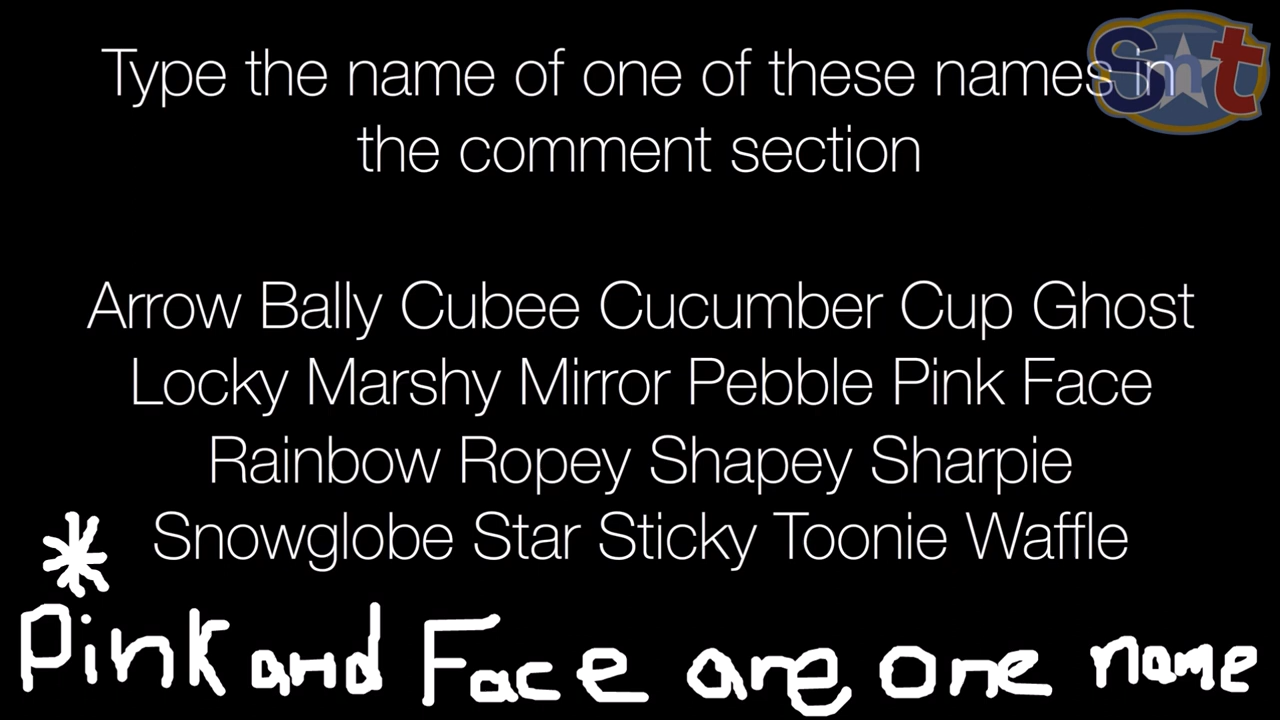 Type the name of one of these names in
the comment section
Snt
Arrow Bally Cubee Cucumber Cup Ghost
Locky Marshy Mirror Pebble Pink Face
Rainbow Ropey Shapey Sharpie
Snowglobe Star Sticky Toonie Waffle
*
Pink and Face are one name